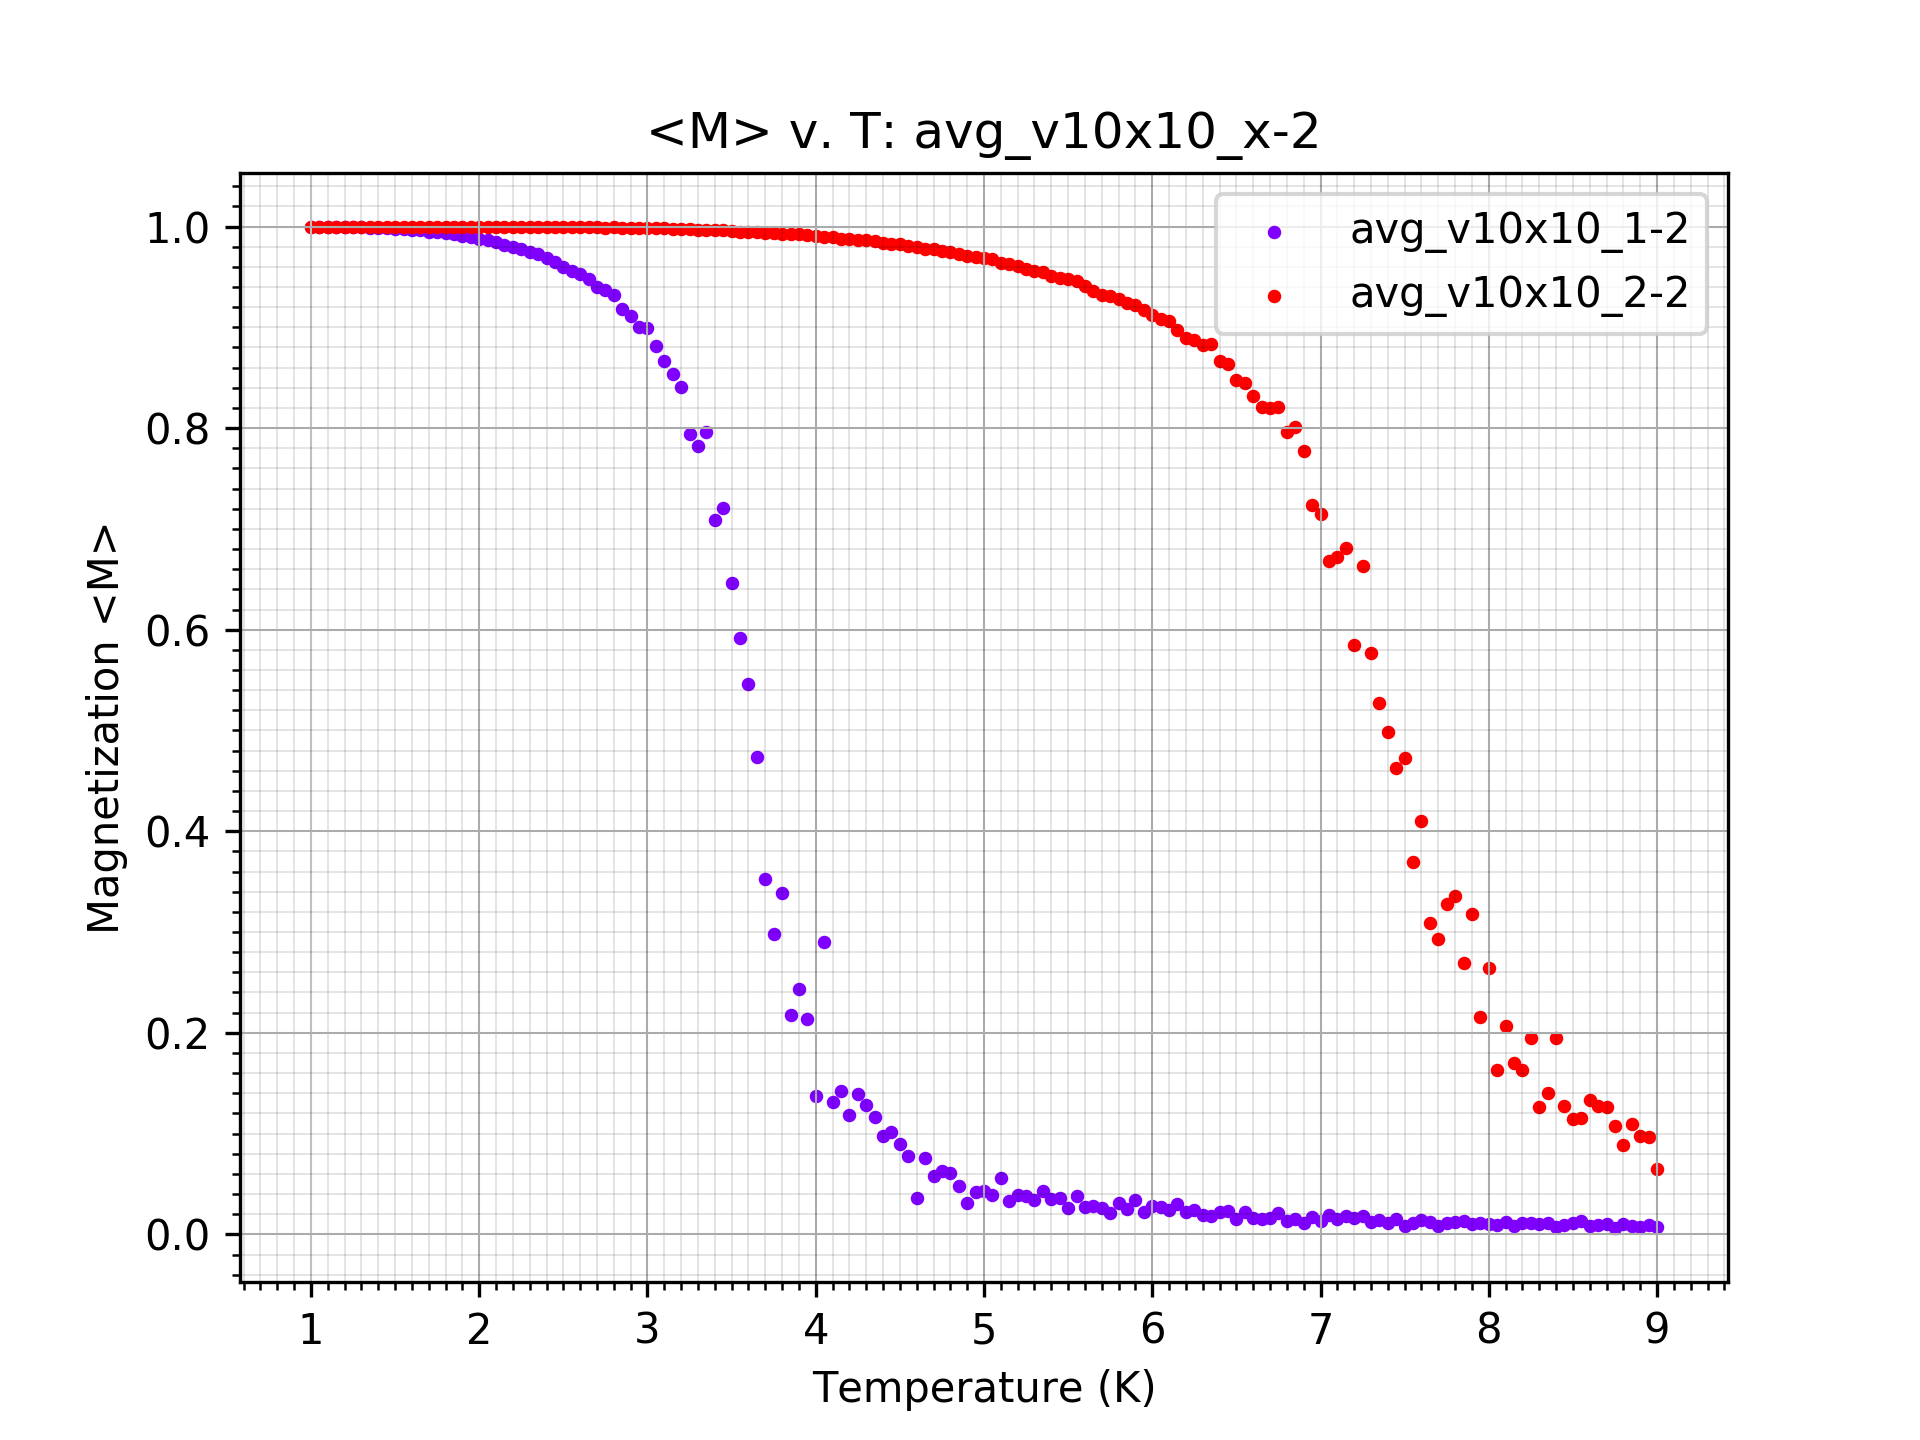 <M> v. T: avg_v10x10_x-2
avg_v10x10_1-2
avg_v10x10_2-2
1.0
0.8
0.6
0.4
0.2
0.0
Magnetization <M>
1 2 3 4 5 6 7 8 9
Temperature (K)